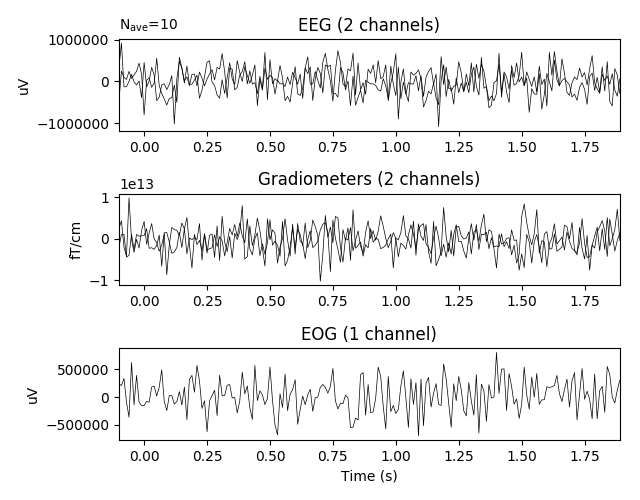 N_ave=10
EEG (2 channels)
1000000
0
−1000000
uV
0.00 0.25 0.50 0.75 1.00 1.25 1.50 1.75
1e13
Gradiometers (2 channels)
1
0
−1
fT/cm
0.00 0.25 0.50 0.75 1.00 1.25 1.50 1.75
EOG (1 channel)
500000
0
−500000
uV
0.00 0.25 0.50 0.75 1.00 1.25 1.50 1.75
Time (s)